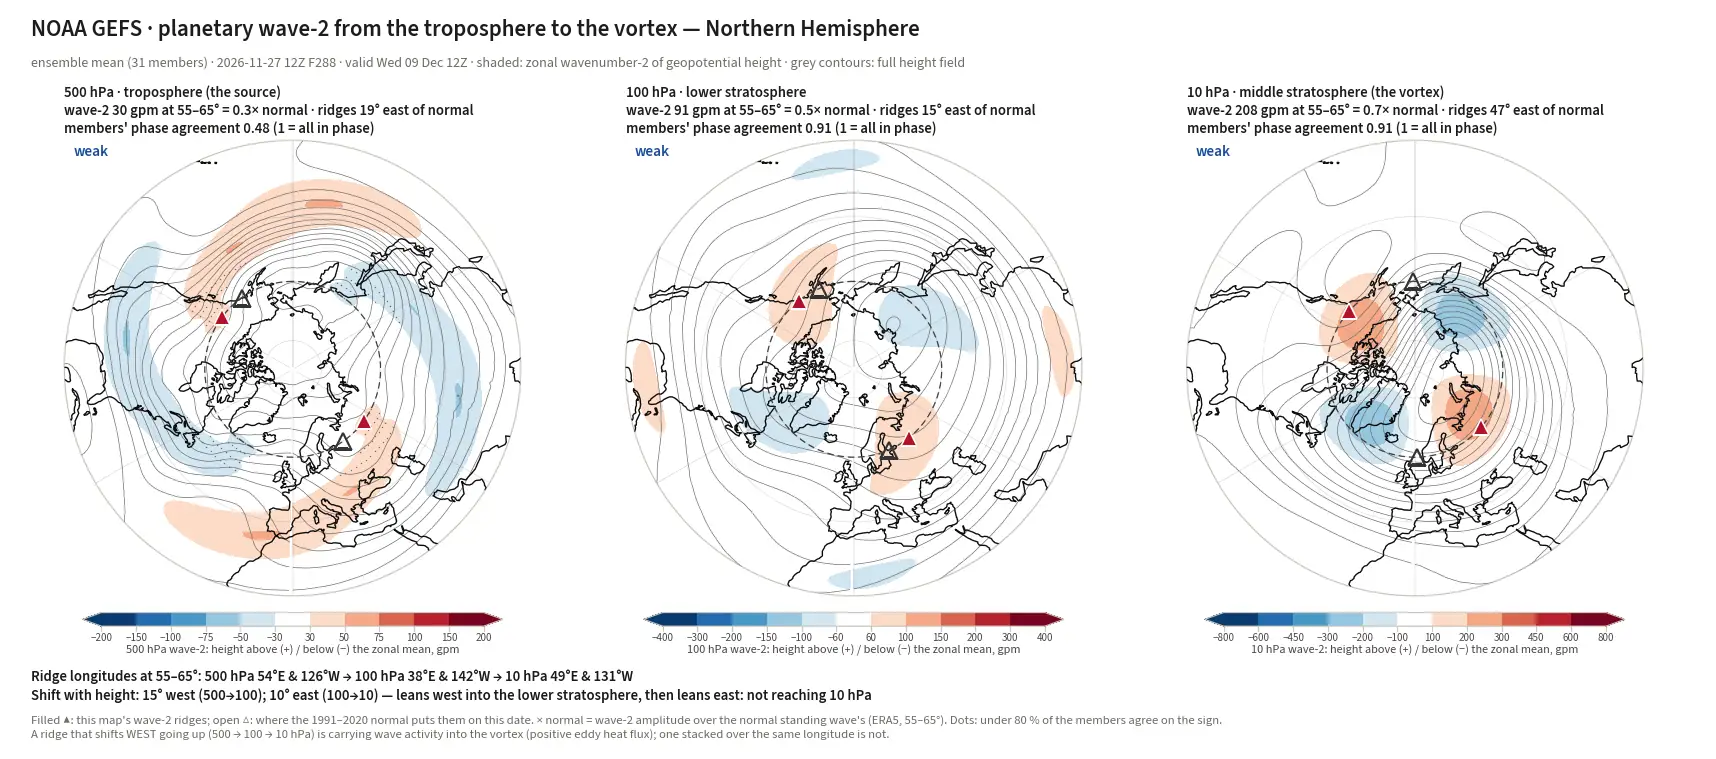 NOAA GEFS · planetary wave-2 from the troposphere to the vortex — Northern Hemisphere
ensemble mean (31 members) · 2026-11-27 12Z F288 · valid Wed 09 Dec 12Z · shaded: zonal wavenumber-2 of geopotential height · grey contours: full height field
500 hPa · troposphere (the source)
wave-2 30 gpm at 55–65° = 0.3× normal · ridges 19° east of normal
members' phase agreement 0.48 (1 = all in phase)
weak
100 hPa · lower stratosphere
wave-2 91 gpm at 55–65° = 0.5× normal · ridges 15° east of normal
members' phase agreement 0.91 (1 = all in phase)
weak
10 hPa · middle stratosphere (the vortex)
wave-2 208 gpm at 55–65° = 0.7× normal · ridges 47° east of normal
members' phase agreement 0.91 (1 = all in phase)
weak
−200 −150 −100 −75 −50 −30 30 50 75 100 150 200
500 hPa wave-2: height above (+) / below (−) the zonal mean, gpm
−400 −300 −200 −150 −100 −60 60 100 150 200 300 400
100 hPa wave-2: height above (+) / below (−) the zonal mean, gpm
−800 −600 −450 −300 −200 −100 100 200 300 450 600 800
10 hPa wave-2: height above (+) / below (−) the zonal mean, gpm
Ridge longitudes at 55–65°: 500 hPa 54°E & 126°W → 100 hPa 38°E & 142°W → 10 hPa 49°E & 131°W
Shift with height: 15° west (500→100); 10° east (100→10) — leans west into the lower stratosphere, then leans east: not reaching 10 hPa
Filled ▲: this map's wave-2 ridges; open △: where the 1991–2020 normal puts them on this date. × normal = wave-2 amplitude over the normal standing wave's (ERA5, 55–65°). Dots: under 80 % of the members agree on the sign.
A ridge that shifts WEST going up (500 → 100 → 10 hPa) is carrying wave activity into the vortex (positive eddy heat flux); one stacked over the same longitude is not.